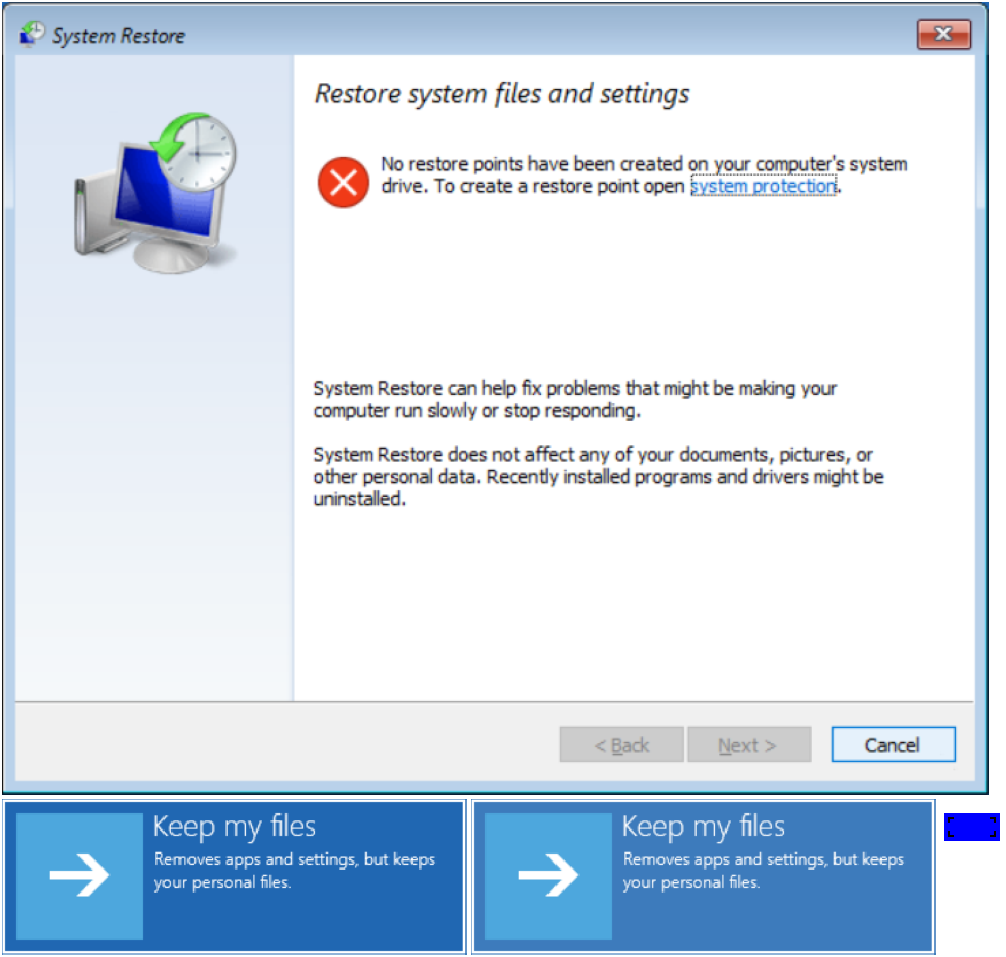 System Restore
Restore system files and settings
No restore points have been created on your computer's system
drive. To create a restore point open system protection.
System Restore can help fix problems that might be making your
computer run slowly or stop responding.
System Restore does not affect any of your documents, pictures, or
other personal data. Recently installed programs and drivers might be
uninstalled.
< Back
Next >
Cancel
Keep my files
Removes apps and settings, but keeps
your personal files.
Keep my files
Removes apps and settings, but keeps
your personal files.